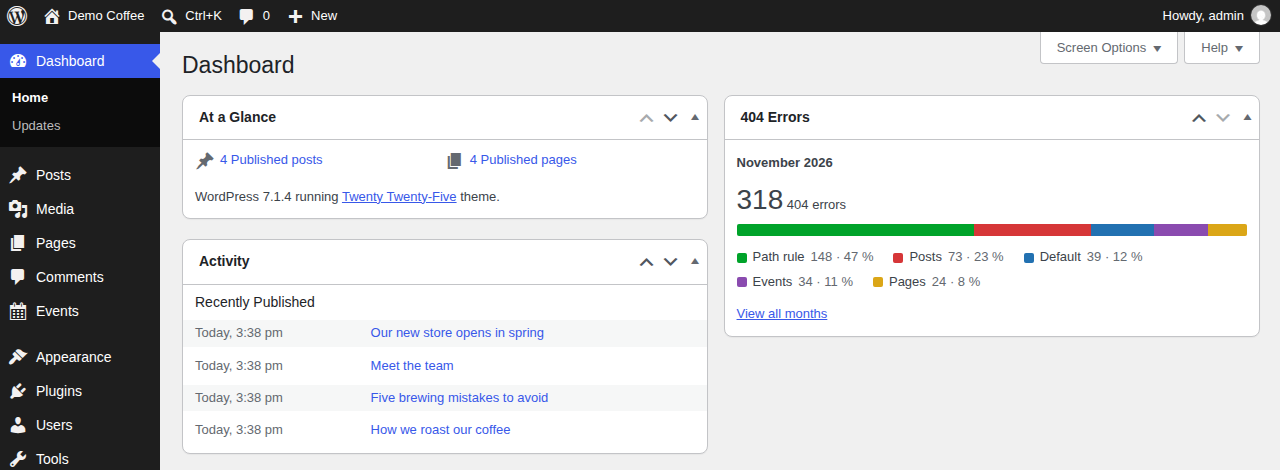 Demo Coffee
Ctrl+K
0
New
Howdy, admin
Dashboard
Home
Updates
Posts
Media
Pages
Comments
Events
Appearance
Plugins
Users
Tools
Screen Options
Help
Dashboard
At a Glance
4 Published posts
4 Published pages
WordPress 7.1.4 running Twenty Twenty-Five theme.
Activity
Recently Published
Today, 3:38 pm Our new store opens in spring
Today, 3:38 pm Meet the team
Today, 3:38 pm Five brewing mistakes to avoid
Today, 3:38 pm How we roast our coffee
404 Errors
November 2026
318 404 errors
Path rule 148 · 47 % Posts 73 · 23 % Default 39 · 12 %
Events 34 · 11 % Pages 24 · 8 %
View all months